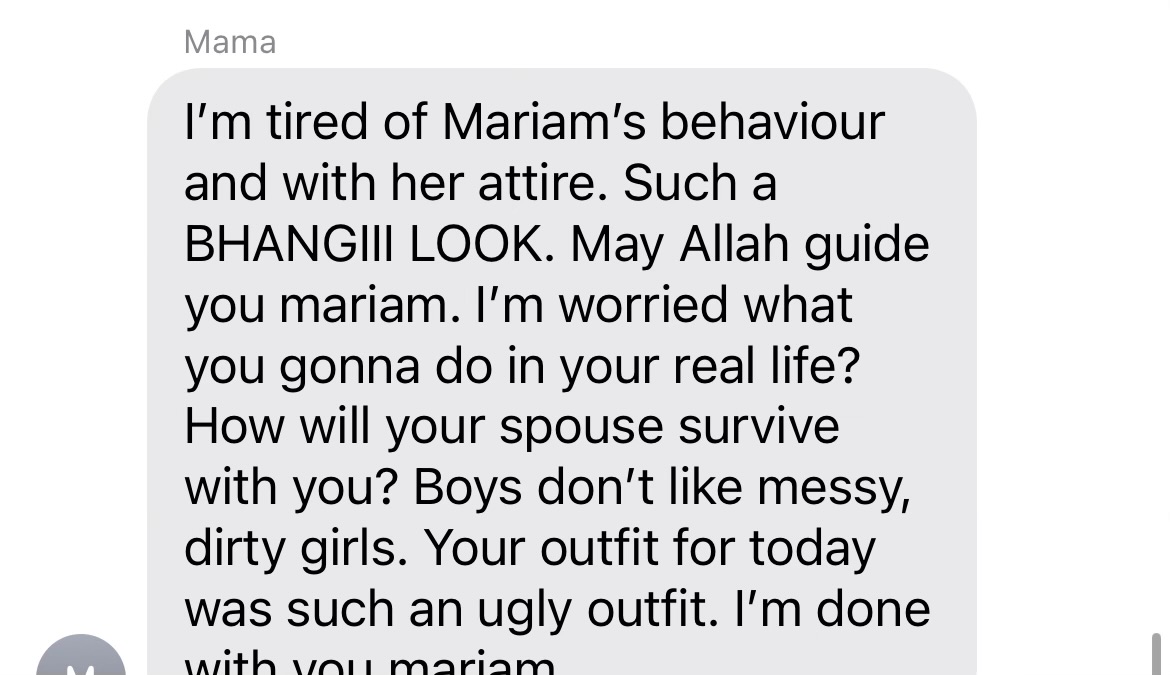 Mama
I’m tired of Mariam’s behaviour
and with her attire. Such a
BHANGIII LOOK. May Allah guide
you mariam. I’m worried what
you gonna do in your real life?
How will your spouse survive
with you? Boys don’t like messy,
dirty girls. Your outfit for today
was such an ugly outfit. I’m done
with you mariam